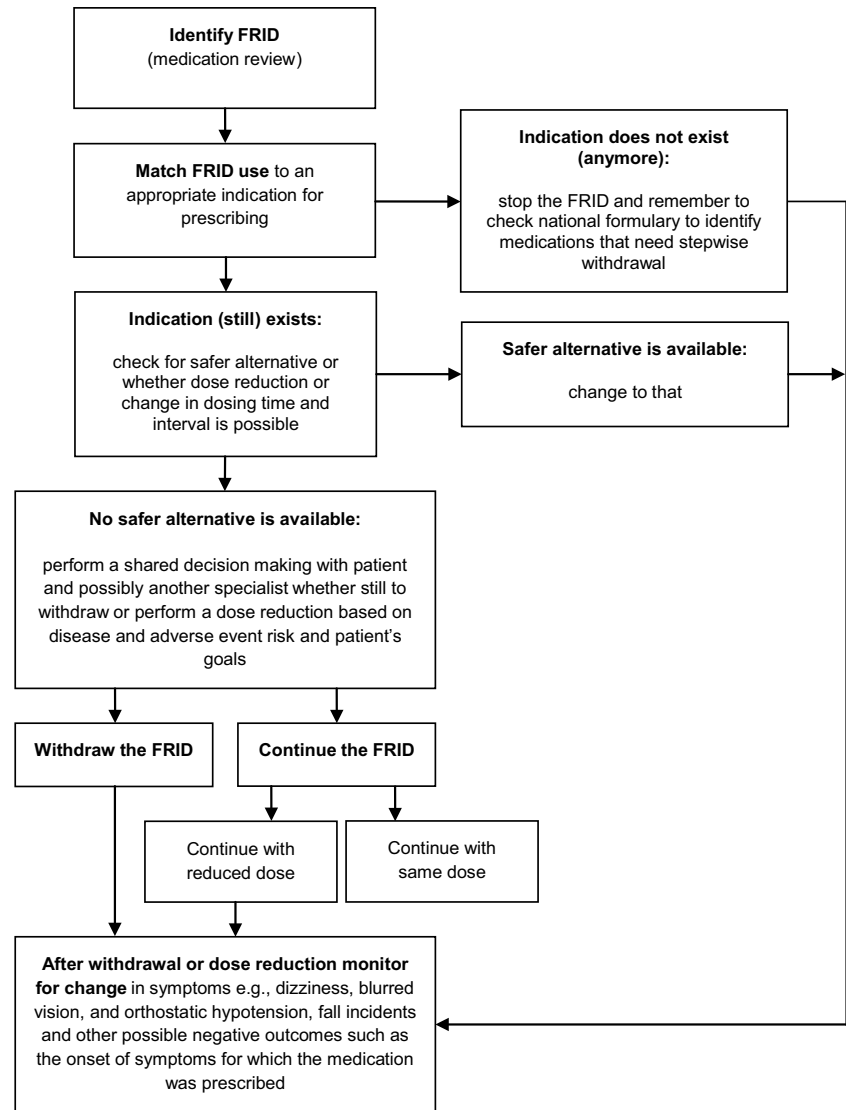 Identify FRID
(medication review)
Match FRID use to an
appropriate indication for
prescribing
Indication does not exist
(anymore):
stop the FRID and remember to
check national formulary to identify
medications that need stepwise
withdrawal
Indication (still) exists:
check for safer alternative or
whether dose reduction or
change in dosing time and
interval is possible
Safer alternative is available:
change to that
No safer alternative is available:
perform a shared decision making with patient
and possibly another specialist whether still to
withdraw or perform a dose reduction based on
disease and adverse event risk and patient's
goals
Withdraw the FRID
Continue the FRID
Continue with
reduced dose
Continue with
same dose
After withdrawal or dose reduction monitor
for change in symptoms e.g., dizziness, blurred
vision, and orthostatic hypotension, fall incidents
and other possible negative outcomes such as
the onset of symptoms for which the medication
was prescribed